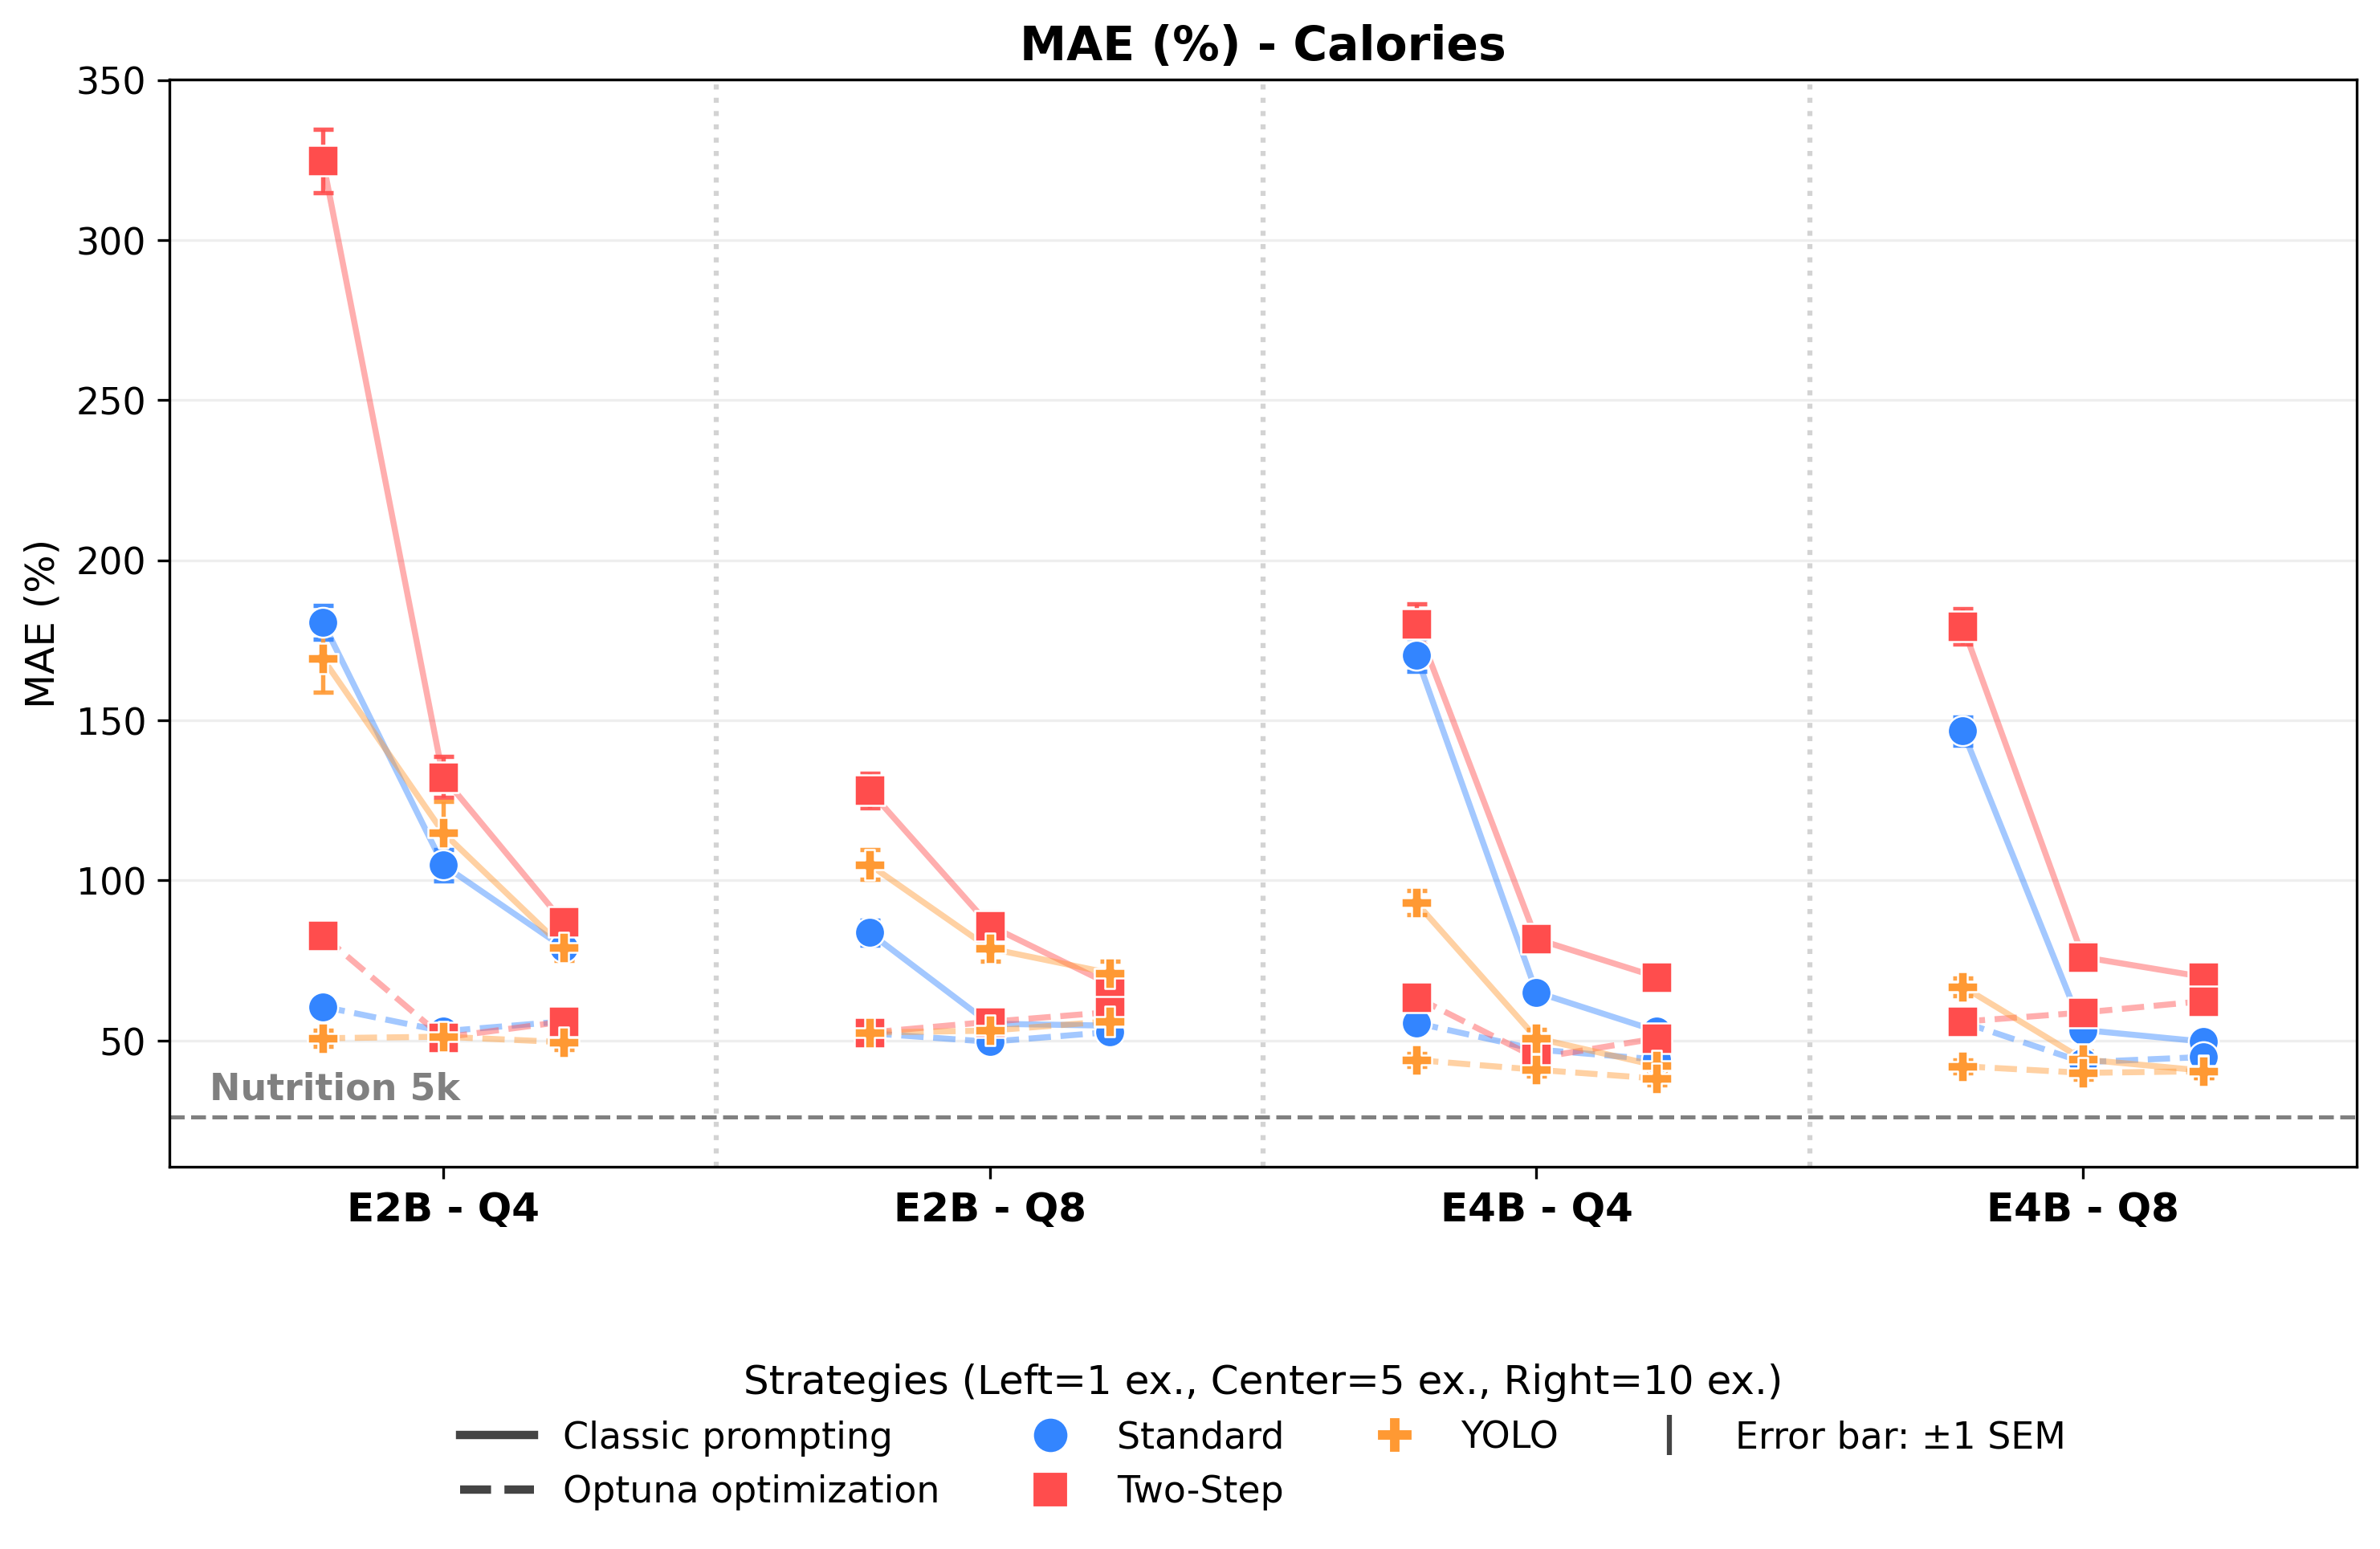 MAE (%) - Calories
MAE (%)
350
300
250
200
150
100
50
Nutrition 5k
E2B - Q4
E2B - Q8
E4B - Q4
E4B - Q8
Strategies (Left=1 ex., Center=5 ex., Right=10 ex.)
Classic prompting
Optuna optimization
Standard
Two-Step
YOLO
Error bar: ±1 SEM